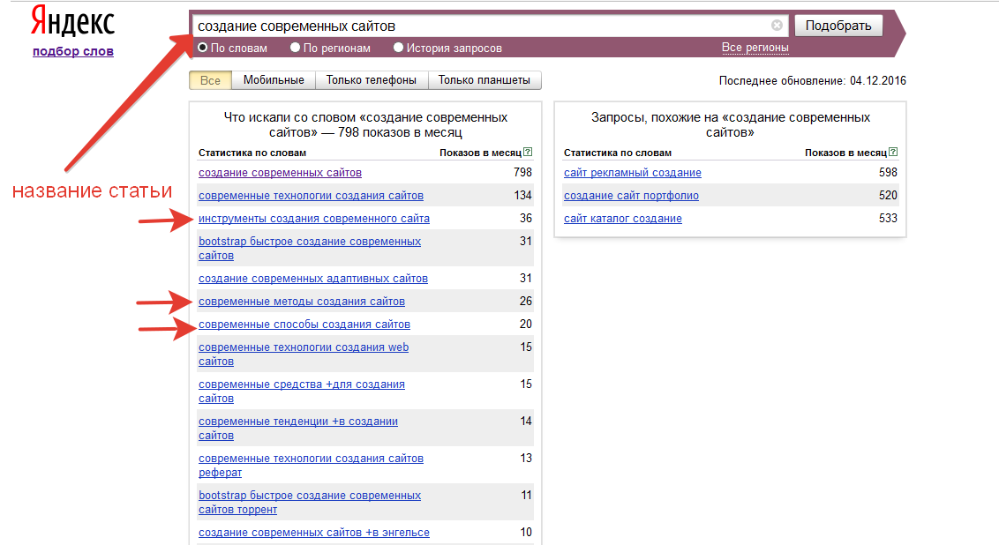 Яндекс
подбор слов
создание современных сайтов
Подобрать
По словам По регионам История запросов Все регионы
Все Мобильные Только телефоны Только планшеты
Последнее обновление: 04.12.2016
название статьи
Что искали со словом «создание современных
сайтов» — 798 показов в месяц
Статистика по словам Показов в месяц ?
создание современных сайтов 798
современные технологии создания сайтов 134
инструменты создания современного сайта 36
bootstrap быстрое создание современных 31
сайтов
создание современных адаптивных сайтов 31
современные методы создания сайтов 26
современные способы создания сайтов 20
современные технологии создания web 15
сайтов
современные средства +для создания 15
сайтов
современные тенденции +в создании 14
сайтов
современные технологии создания сайтов 13
реферат
bootstrap быстрое создание современных 11
сайтов торрент
создание современных сайтов +в энгельсе 10
Запросы, похожие на «создание современных
сайтов»
Статистика по словам Показов в месяц ?
сайт рекламный создание 598
создание сайт портфолио 520
сайт каталог создание 533